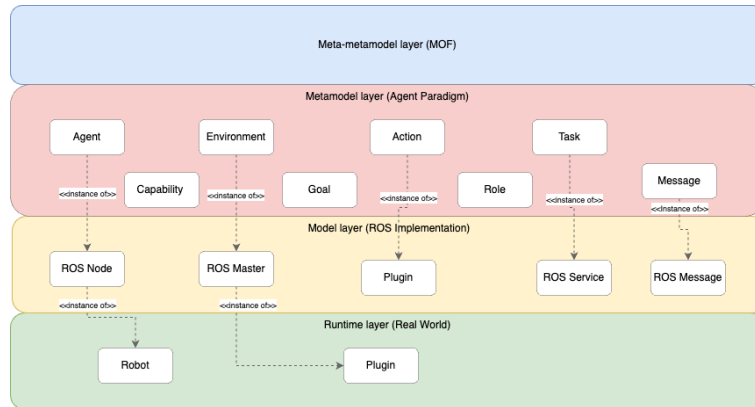 Meta-metamodel layer (MOF)
Metamodel layer (Agent Paradigm)
Agent
Environment
Action
Task
<<instance of>>
Capability
<<instance of>>
Goal
<<instance of>>
Role
<<instance of>>
Message
<<instance of>>
Model layer (ROS Implementation)
ROS Node
ROS Master
Plugin
ROS Service
ROS Message
<<instance of>>
<<instance of>>
Runtime layer (Real World)
Robot
Plugin